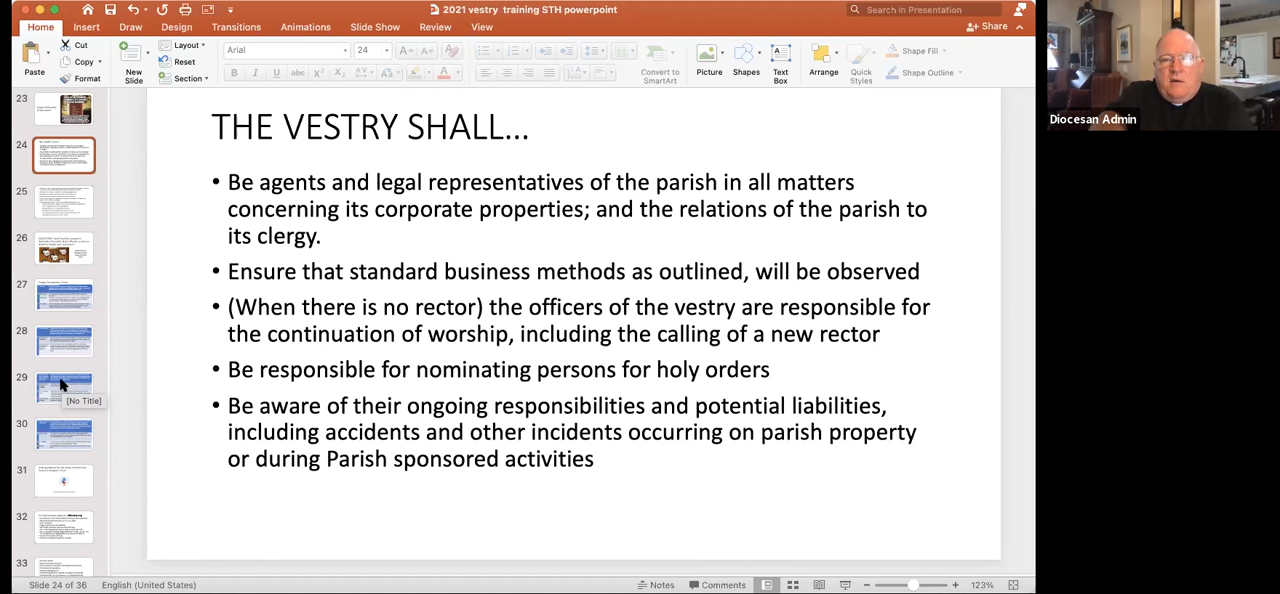 2021 vestry training STH powerpoint
Search in Presentation
Home
Insert
Draw
Design
Transitions
Animations
Slide Show
Review
View
Share
Paste
Cut
Copy
Format
New
Slide
Layout
Reset
Section
Arial
24
Convert to
SmartArt
Picture
Shapes
Text
Box
Arrange
Quick
Styles
Shape Fill
Shape Outline
Diocesan Admin
23
24
25
26
27
28
29
[No Title]
30
31
32
33
THE VESTRY SHALL...
• Be agents and legal representatives of the parish in all matters
concerning its corporate properties; and the relations of the parish to
its clergy.
• Ensure that standard business methods as outlined, will be observed
• (When there is no rector) the officers of the vestry are responsible for
the continuation of worship, including the calling of a new rector
• Be responsible for nominating persons for holy orders
• Be aware of their ongoing responsibilities and potential liabilities,
including accidents and other incidents occurring on parish property
or during Parish sponsored activities
Slide 24 of 36
English (United States)
Notes
Comments
123%